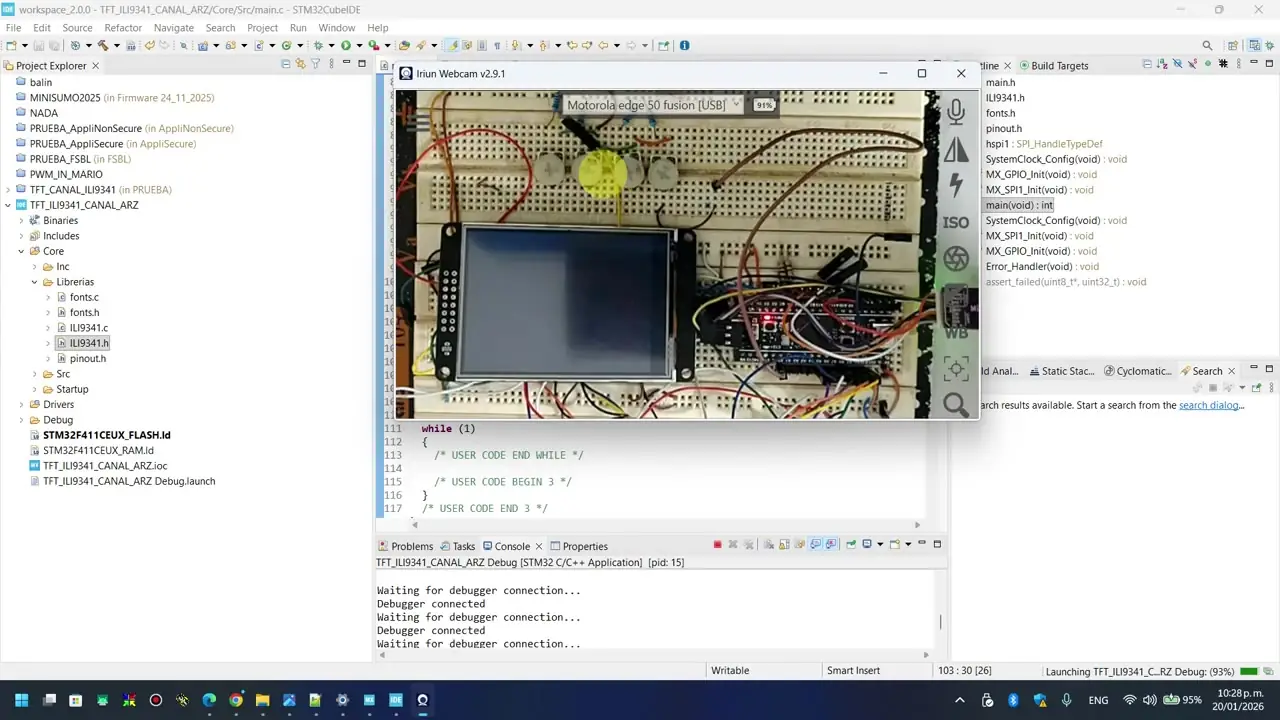 workspace_2.0.0 - TFT_ILI9341_CANAL_ARZ/Core/Src/main.c - STM32CubeIDE
File Edit Source Refactor Navigate Search Project Run Window Help
Project Explorer
balin
MINISUMO2025 (in Firmware 24_11_2025)
NADA
PRUEBA_AppliNonSecure (in AppliNonSecure)
PRUEBA_AppliSecure (in AppliSecure)
PRUEBA_FSBL (in FSBL)
PWM_IN_MARIO
TFT_CANAL_ILI9341 (in PRUEBA)
TFT_ILI9341_CANAL_ARZ
Binaries
Includes
Core
Inc
Librerias
fonts.c
fonts.h
ILI9341.c
ILI9341.h
pinout.h
Src
Startup
Drivers
Debug
STM32F411CEUX_FLASH.ld
STM32F411CEUX_RAM.ld
TFT_ILI9341_CANAL_ARZ.ioc
TFT_ILI9341_CANAL_ARZ Debug.launch
Iriun Webcam v2.9.1
Motorola edge 50 fusion [USB]
91%
ISO
WB
111 while (1)
112 {
113 /* USER CODE END WHILE */
114
115 /* USER CODE BEGIN 3 */
116 }
117 /* USER CODE END 3 */
tline
Build Targets
main.h
ILI9341.h
fonts.h
pinout.h
hspi1 : SPI_HandleTypeDef
SystemClock_Config(void) : void
MX_GPIO_Init(void) : void
MX_SPI1_Init(void) : void
main(void) : int
SystemClock_Config(void) : void
MX_SPI1_Init(void) : void
MX_GPIO_Init(void) : void
Error_Handler(void) : void
assert_failed(uint8_t*, uint32_t) : void
ld Anal... Static Sta... Cyclomatic... Search
arch results available. Start a search from the search dialog...
Problems Tasks Console Properties
TFT_ILI9341_CANAL_ARZ Debug [STM32 C/C++ Application] [pid: 15]
Waiting for debugger connection...
Debugger connected
Waiting for debugger connection...
Debugger connected
Waiting for debugger connection...
Writable Smart Insert 103 : 30 [26] Launching TFT_ILI9341_C...RZ Debug: (93%)
ENG 95% 10:28 p. m.
20/01/2026